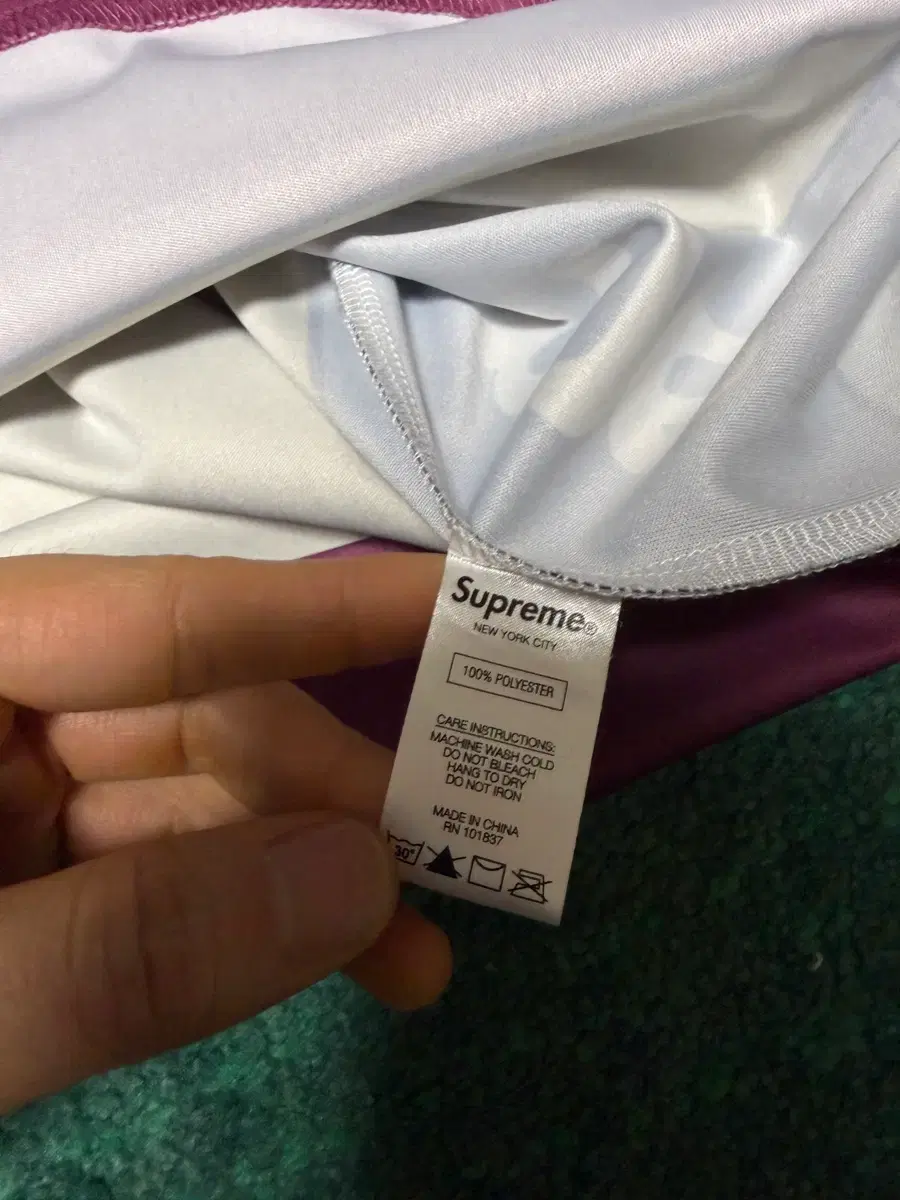 Supreme®
NEW YORK CITY
100% POLYESTER
CARE INSTRUCTIONS:
MACHINE WASH COLD
DO NOT BLEACH
HANG TO DRY
DO NOT IRON
MADE IN CHINA
RN 101837
30°